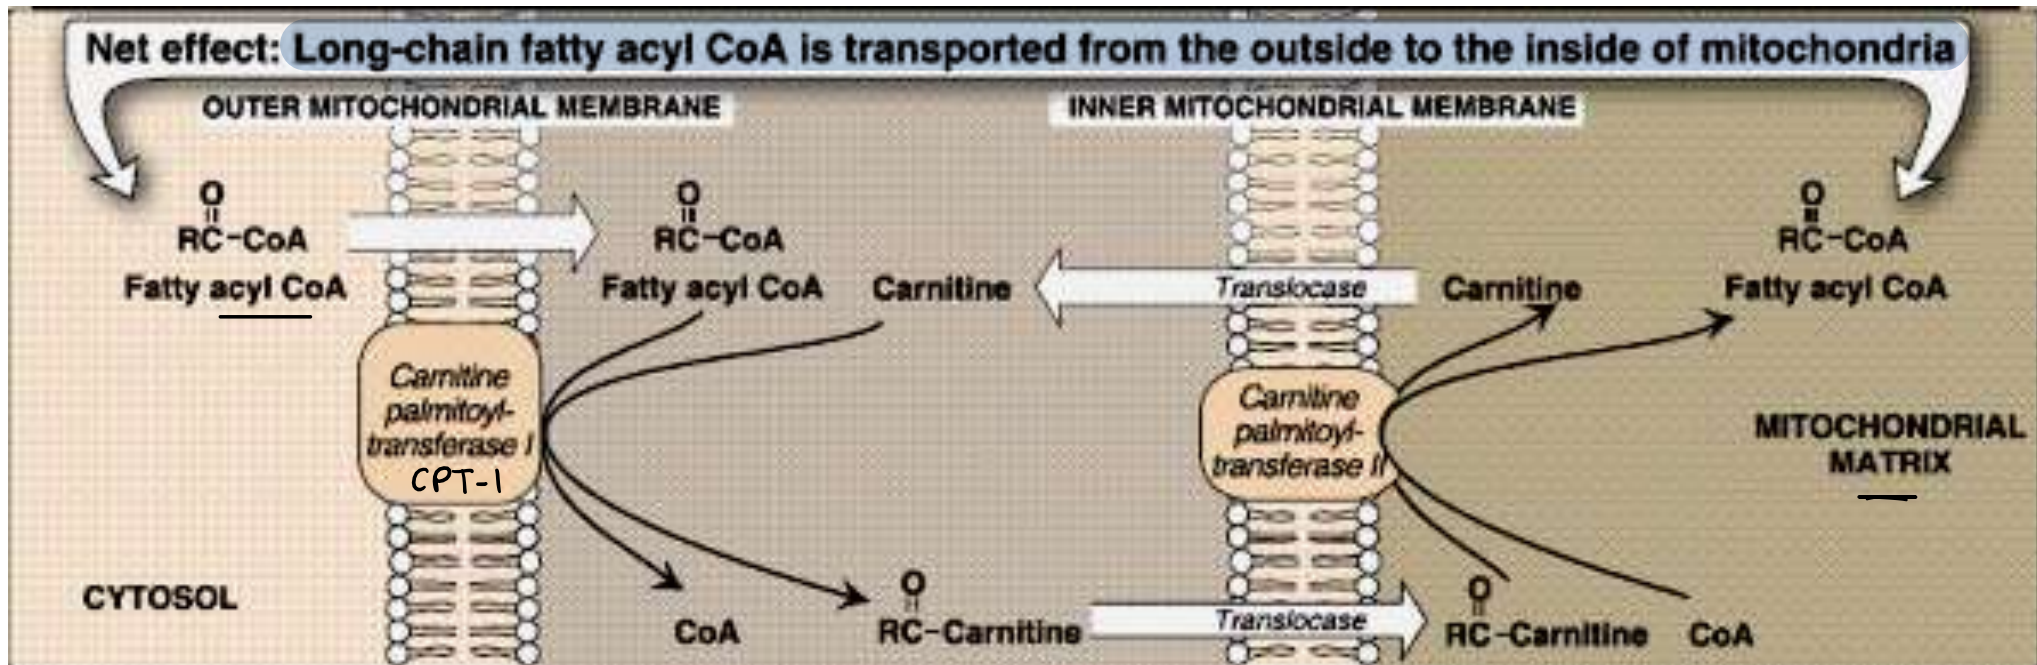 Net effect: Long-chain fatty acyl CoA is transported from the outside to the inside of mitochondria
OUTER MITOCHONDRIAL MEMBRANE
INNER MITOCHONDRIAL MEMBRANE
O
RC-CoA
Fatty acyl CoA
O
RC-CoA
Fatty acyl CoA
Carnitine
Translocase
Carnitine
O
RC-CoA
Fatty acyl CoA
Carnitine
palmitoyl-
transferase I
CPT-1
Carnitine
palmitoyl-
transferase II
MITOCHONDRIAL
MATRIX
CYTOSOL
CoA
O
RC-Carnitine
Translocase
O
RC-Carnitine
CoA